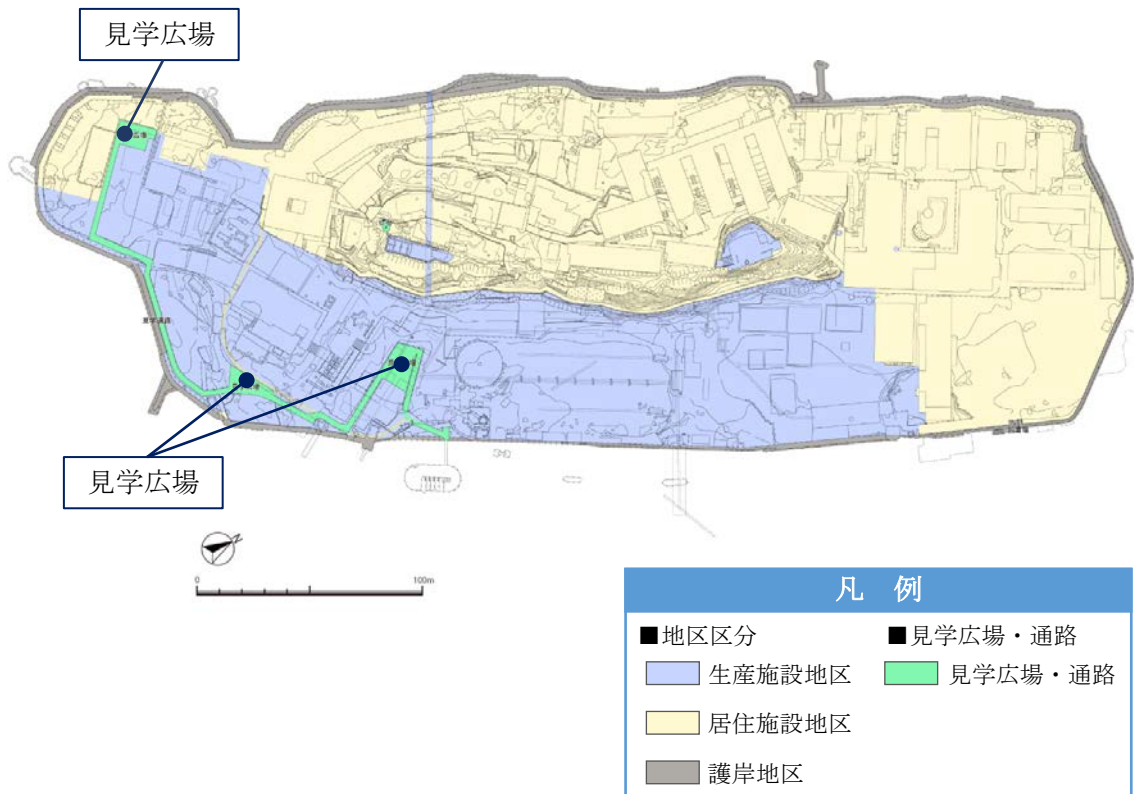 見学広場
見学広場
0
100m
凡 例
■地区区分
■見学広場・通路
生産施設地区
見学広場・通路
居住施設地区
護岸地区